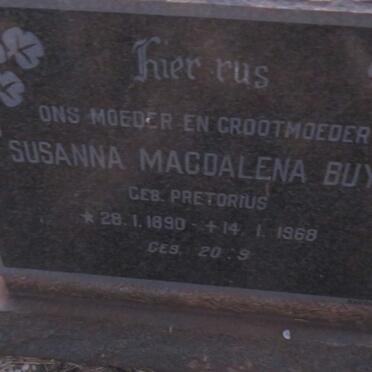 Hier rus
ONS MOEDER EN GROOTMOEDER
SUSANNA MAGDALENA BUY
GEB. PRETORIUS
* 28.1.1890 - + 14.1.1968
GES. 20:9